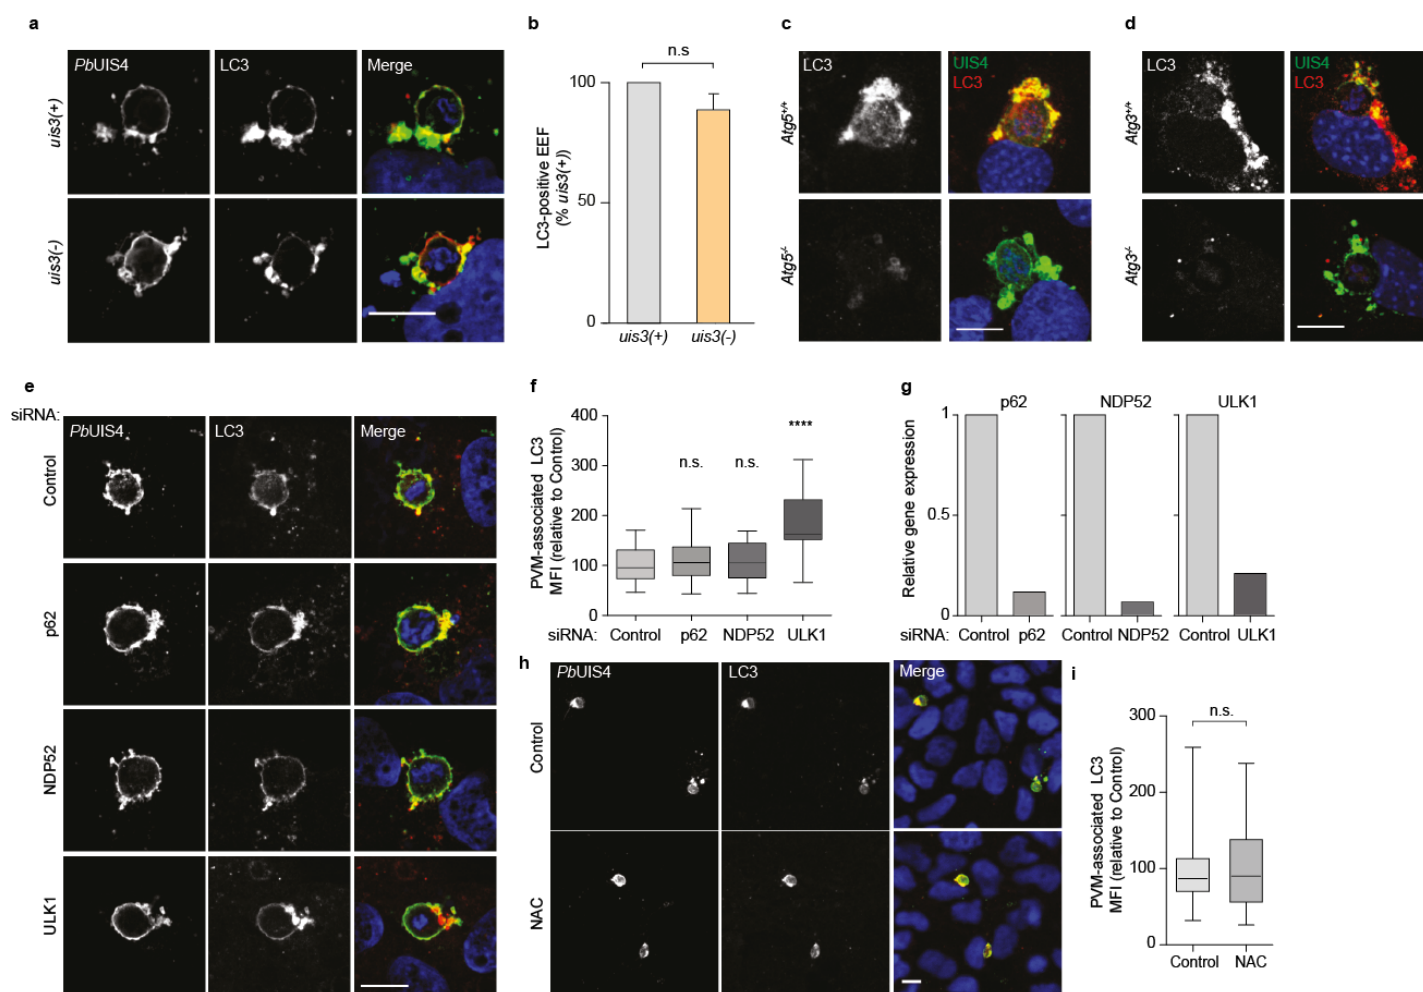 a
PbUIS4
LC3
Merge
uis3(+)
uis3(-)
b
n.s
100
50
0
LC3-positive EEF
(% uis3(+))
uis3(+)
uis3(-)
c
LC3
UIS4
LC3
Atg5+/+
Atg5-/-
d
LC3
UIS4
LC3
Atg3+/+
Atg3-/-
e
siRNA:
PbUIS4
LC3
Merge
Control
p62
NDP52
ULK1
f
400
300
200
100
0
PVM-associated LC3
MFI (relative to Control)
n.s.
n.s.
****
siRNA:
Control
p62
NDP52
ULK1
g
p62
NDP52
ULK1
1
0.5
0
Relative gene expression
siRNA:
Control
p62
Control
NDP52
Control
ULK1
h
PbUIS4
LC3
Merge
Control
NAC
i
n.s.
300
200
100
0
PVM-associated LC3
MFI (relative to Control)
Control
NAC